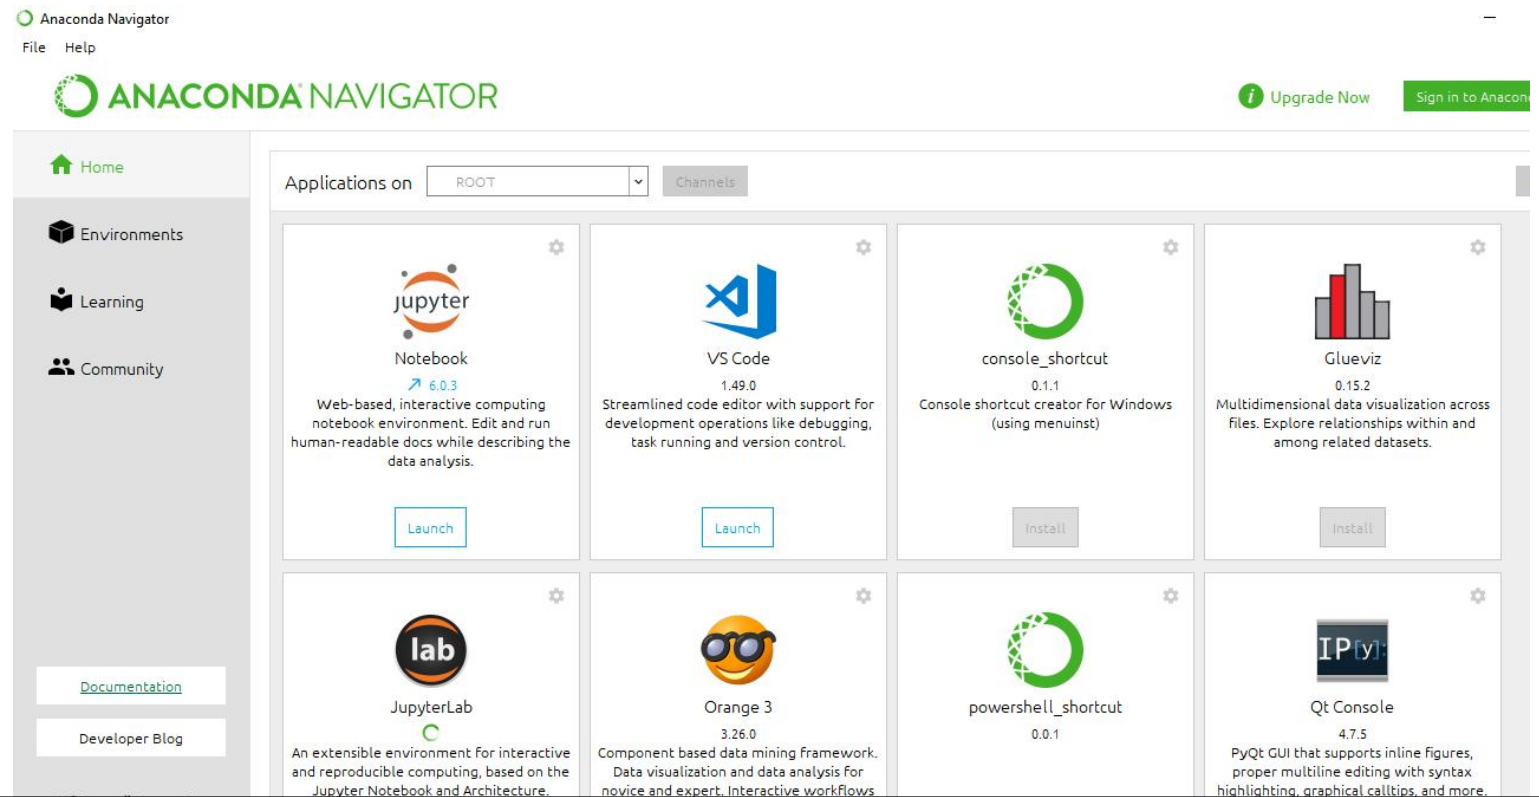 Anaconda Navigator
File Help
ANACONDA NAVIGATOR
i Upgrade Now
Sign in to
Home
Environments
Learning
Community
Documentation
Developer Blog
Applications on ROOT Channels
jupyter
Notebook
6.0.3
Web-based, interactive computing
notebook environment. Edit and run
human-readable docs while describing the
data analysis.
Launch
VS Code
1.49.0
Streamlined code editor with support for
development operations like debugging,
task running and version control.
Launch
console_shortcut
0.1.1
Console shortcut creator for Windows
(using menuinst)
Install
Glueviz
0.15.2
Multidimensional data visualization across
files. Explore relationships within and
among related datasets.
Install
lab
JupyterLab
An extensible environment for interactive
and reproducible computing, based on the
Jupyter Notebook and Architecture.
Orange 3
3.26.0
Component based data mining framework.
Data visualization and data analysis for
novice and expert. Interactive workflows
powershell_shortcut
0.0.1
IP[y]:
Qt Console
4.7.5
PyQt GUI that supports inline figures,
proper multiline editing with syntax
highlighting, graphical calltips, and more.